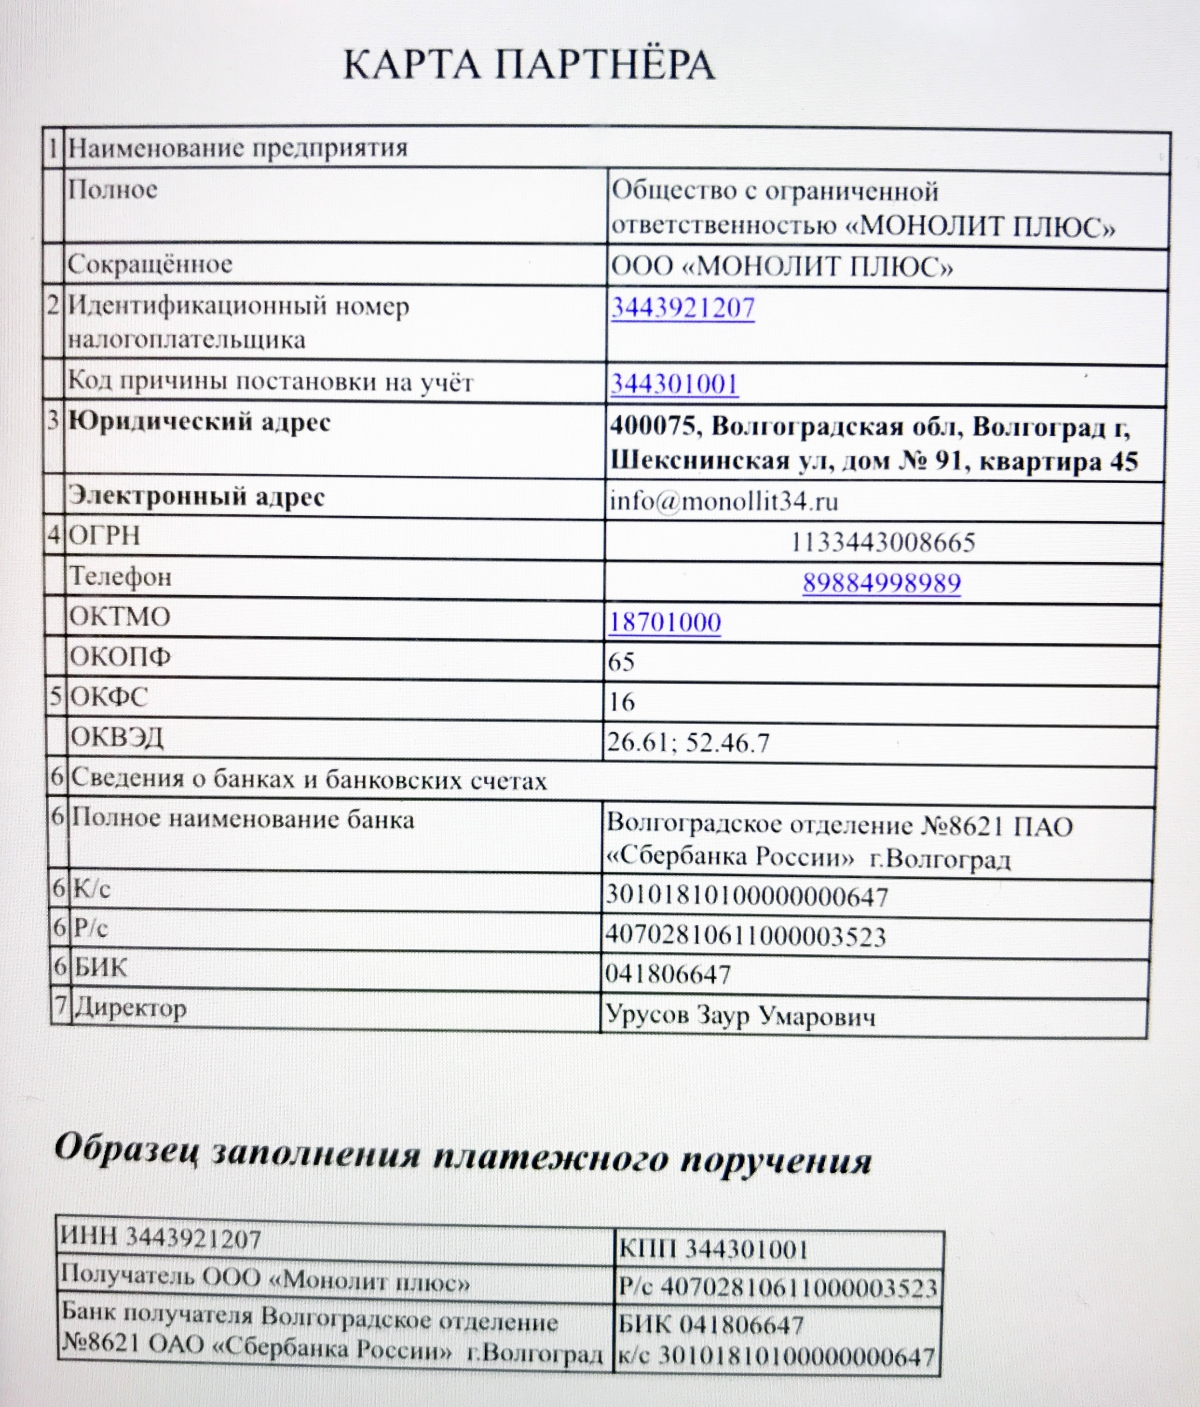 КАРТА ПАРТНЁРА
1 Наименование предприятия
Полное
Общество с ограниченной
ответственностью «МОНОЛИТ ПЛЮС»
Сокращённое
ООО «МОНОЛИТ ПЛЮС»
2 Идентификационный номер
налогоплательщика
3443921207
Код причины постановки на учёт
344301001
3 Юридический адрес
400075, Волгоградская обл, Волгоград г,
Шекснинская ул, дом № 91, квартира 45
Электронный адрес
info@monollit34.ru
4 ОГРН
1133443008665
Телефон
89884998989
ОКТМО
18701000
ОКОПФ
65
5 ОКФС
16
ОКВЭД
26.61; 52.46.7
6 Сведения о банках и банковских счетах
6 Полное наименование банка
Волгоградское отделение №8621 ПАО
«Сбербанка России» г.Волгоград
6 К/с
30101810100000000647
6 Р/с
40702810611000003523
6 БИК
041806647
7 Директор
Урусов Заур Умарович
Образец заполнения платежного поручения
ИНН 3443921207
КПП 344301001
Получатель ООО «Монолит плюс»
Р/с 40702810611000003523
Банк получателя Волгоградское отделение
№8621 ОАО «Сбербанка России» г.Волгоград
БИК 041806647
к/с 30101810100000000647